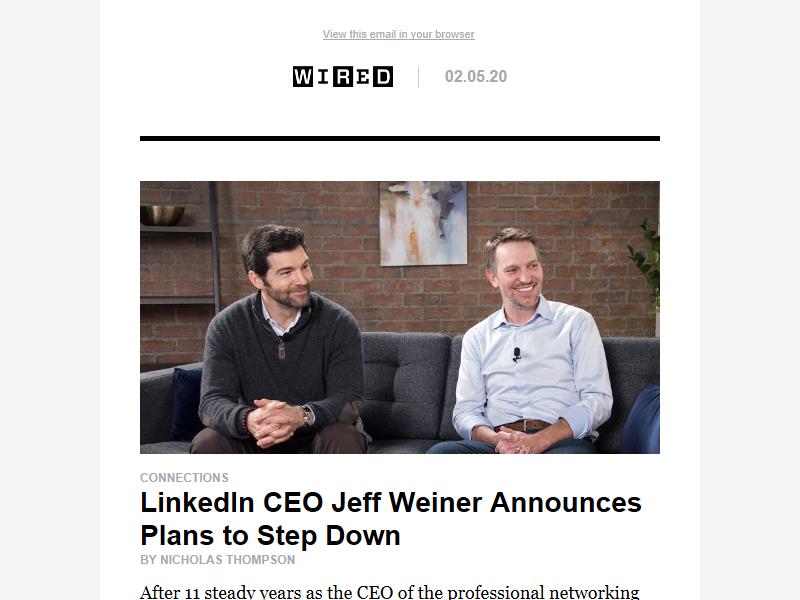 View this email in your browser
WIRED
02.05.20
CONNECTIONS
LinkedIn CEO Jeff Weiner Announces
Plans to Step Down
BY NICHOLAS THOMPSON
After 11 steady years as the CEO of the professional networking